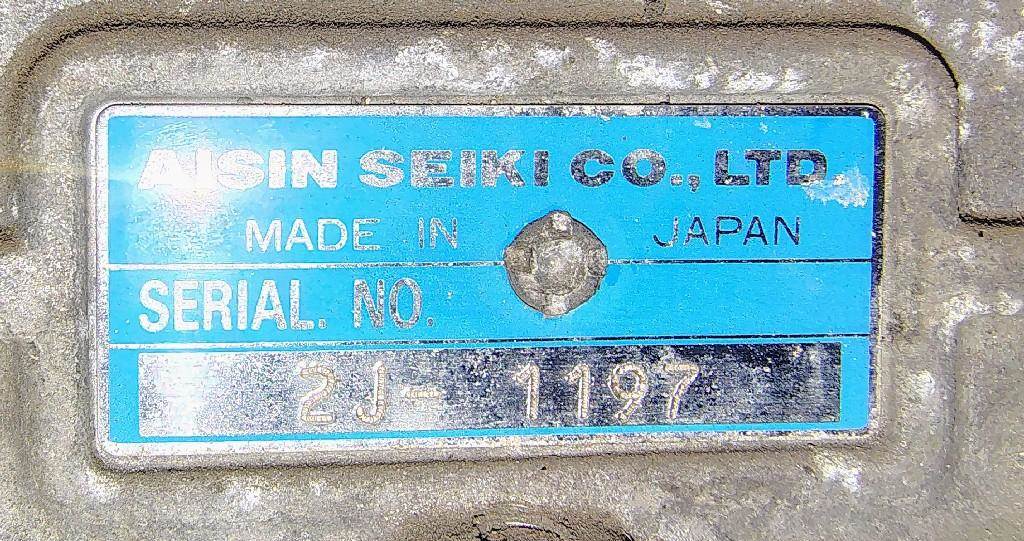 AISIN SEIKI CO., LTD.
MADE IN JAPAN
SERIAL. NO.
2J- 1197